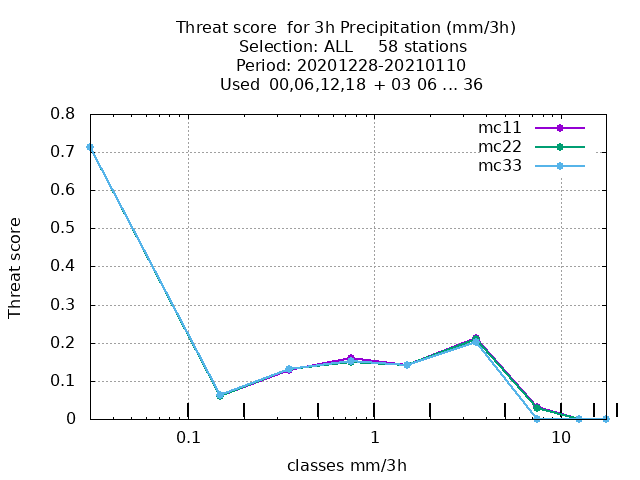 Threat score for 3h Precipitation (mm/3h)
Selection: ALL 58 stations
Period: 20201228-20210110
Used 00,06,12,18 + 03 06 ... 36
mc11
mc22
mc33
0.8
0.7
0.6
0.5
0.4
0.3
0.2
0.1
0
Threat score
0.1 1 10
classes mm/3h